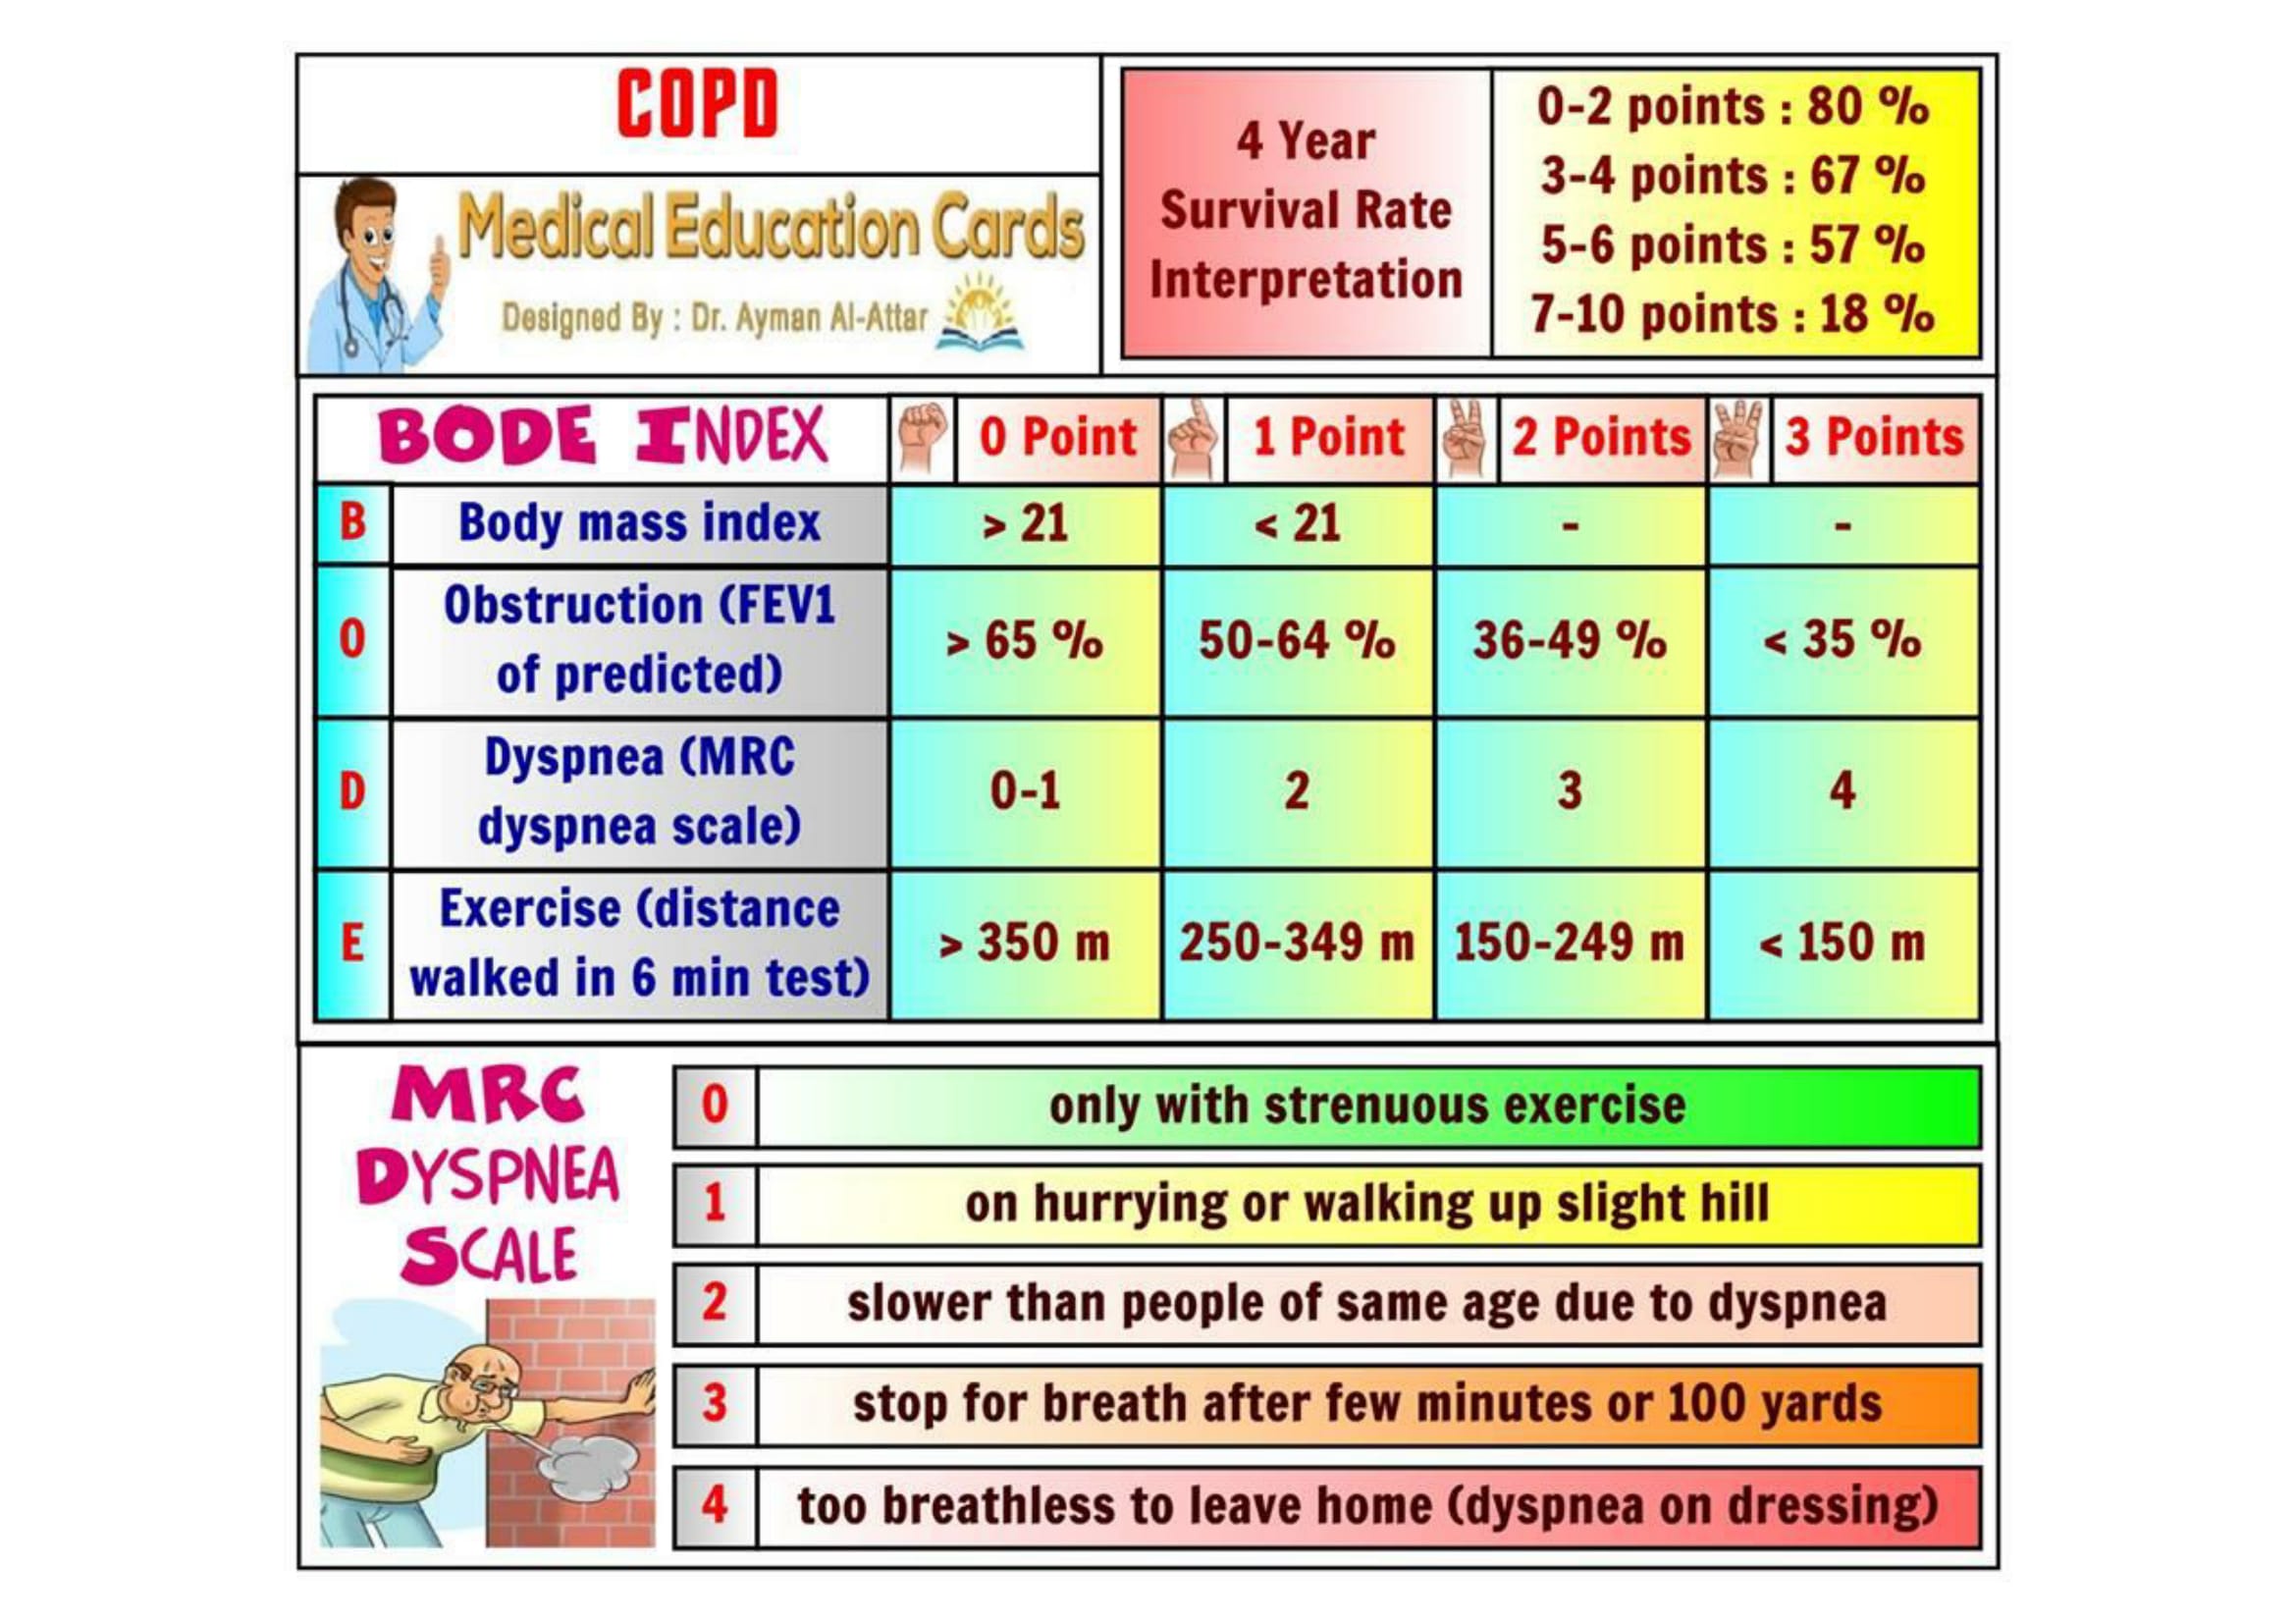 COPD
Medical Education Cards
Designed By : Dr. Ayman Al-Attar
4 Year
Survival Rate
Interpretation
0-2 points : 80 %
3-4 points : 67 %
5-6 points : 57 %
7-10 points : 18 %
BODE INDEX 0 Point 1 Point 2 Points 3 Points
B Body mass index > 21 < 21 - -
O Obstruction (FEV1
of predicted) > 65 % 50-64 % 36-49 % < 35 %
D Dyspnea (MRC
dyspnea scale) 0-1 2 3 4
E Exercise (distance
walked in 6 min test) > 350 m 250-349 m 150-249 m < 150 m
MRC
DYSPNEA
SCALE
0 only with strenuous exercise
1 on hurrying or walking up slight hill
2 slower than people of same age due to dyspnea
3 stop for breath after few minutes or 100 yards
4 too breathless to leave home (dyspnea on dressing)